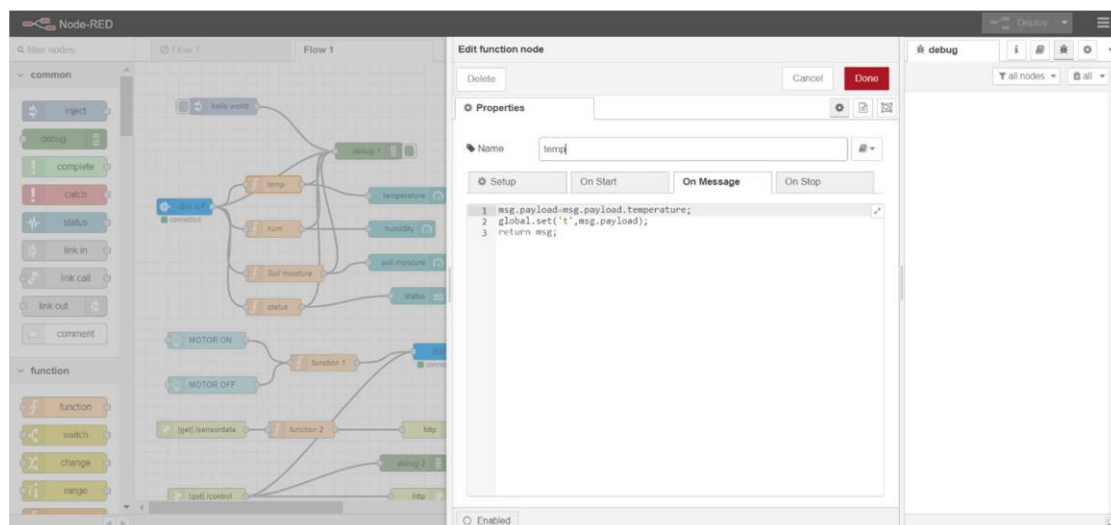 Node-RED
Deploy
filter nodes
common
inject
debug
complete
catch
status
link in
link call
link out
comment
function
function
switch
change
range
Flow 1
Flow 1
hello world
debug 1
temp
temperature
connected
hum
humidity
Soil moisture
soil moisture
status
status
MOTOR ON
function 1
MOTOR OFF
[get] /sensordata
function 2
http
debug 2
[get] /control
http
Edit function node
Delete
Cancel
Done
Properties
Name
temp
Setup
On Start
On Message
On Stop
1 msg.payload=msg.payload.temperature;
2 global.set('t',msg.payload);
3 return msg;
Enabled
debug
i
all nodes
all